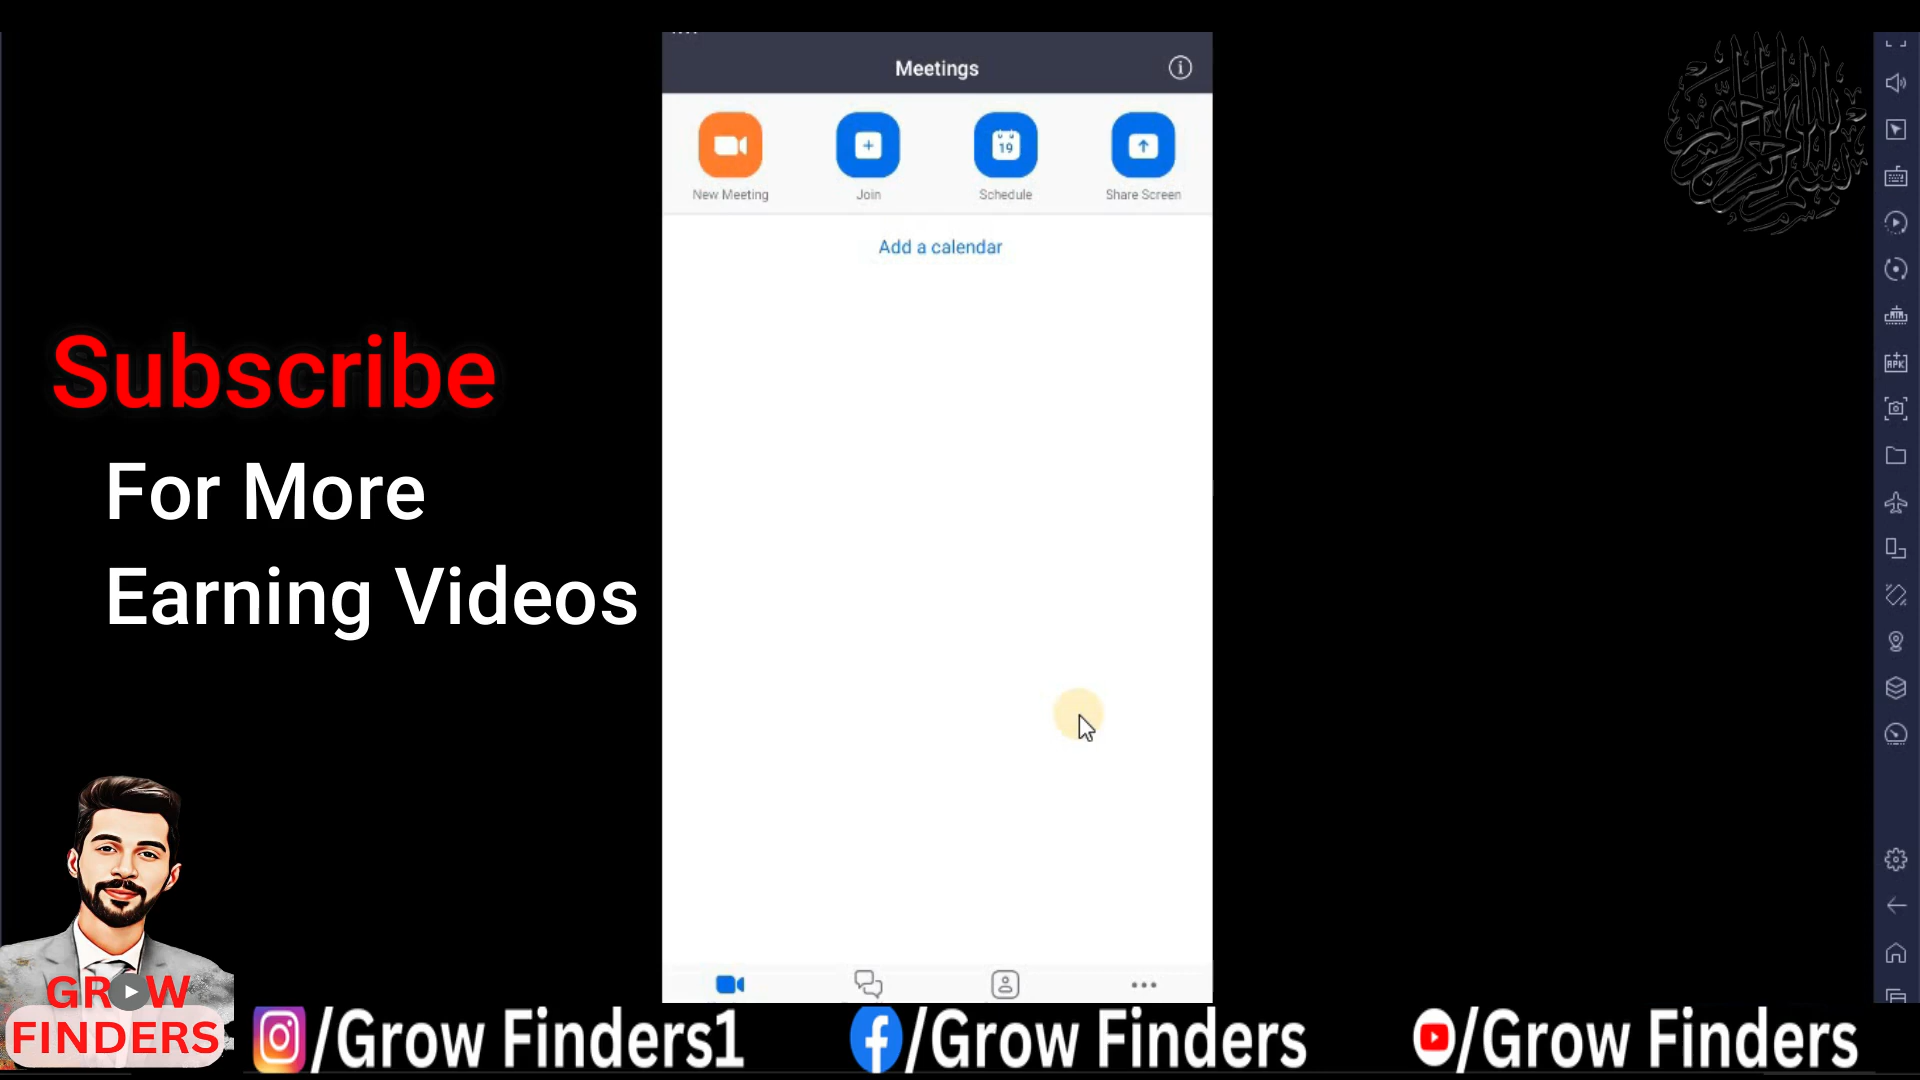 Meetings
19
New Meeting
Join
Schedule
Share Screen
Add a calendar
Subscribe
For More
Earning Videos
GROW
FINDERS
/Grow Finders1
/Grow Finders
/Grow Finders
APK